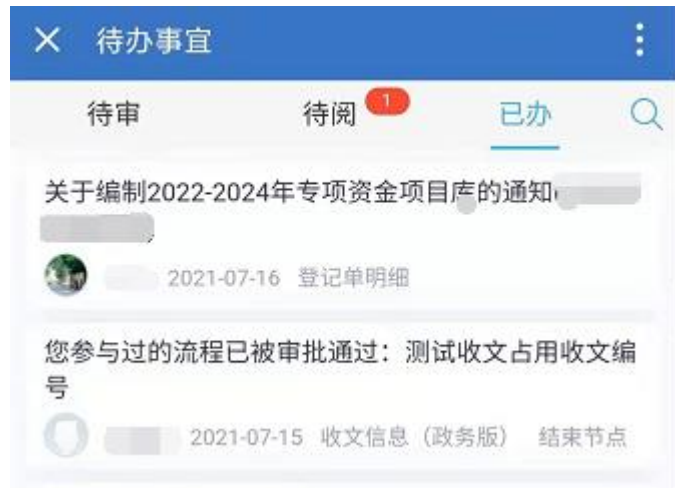 待办事宜
待审 待阅 1 已办
关于编制2022-2024年专项资金项目库的通知
2021-07-16 登记单明细
您参与过的流程已被审批通过：测试收文占用收文编
号
2021-07-15 收文信息（政务版） 结束节点